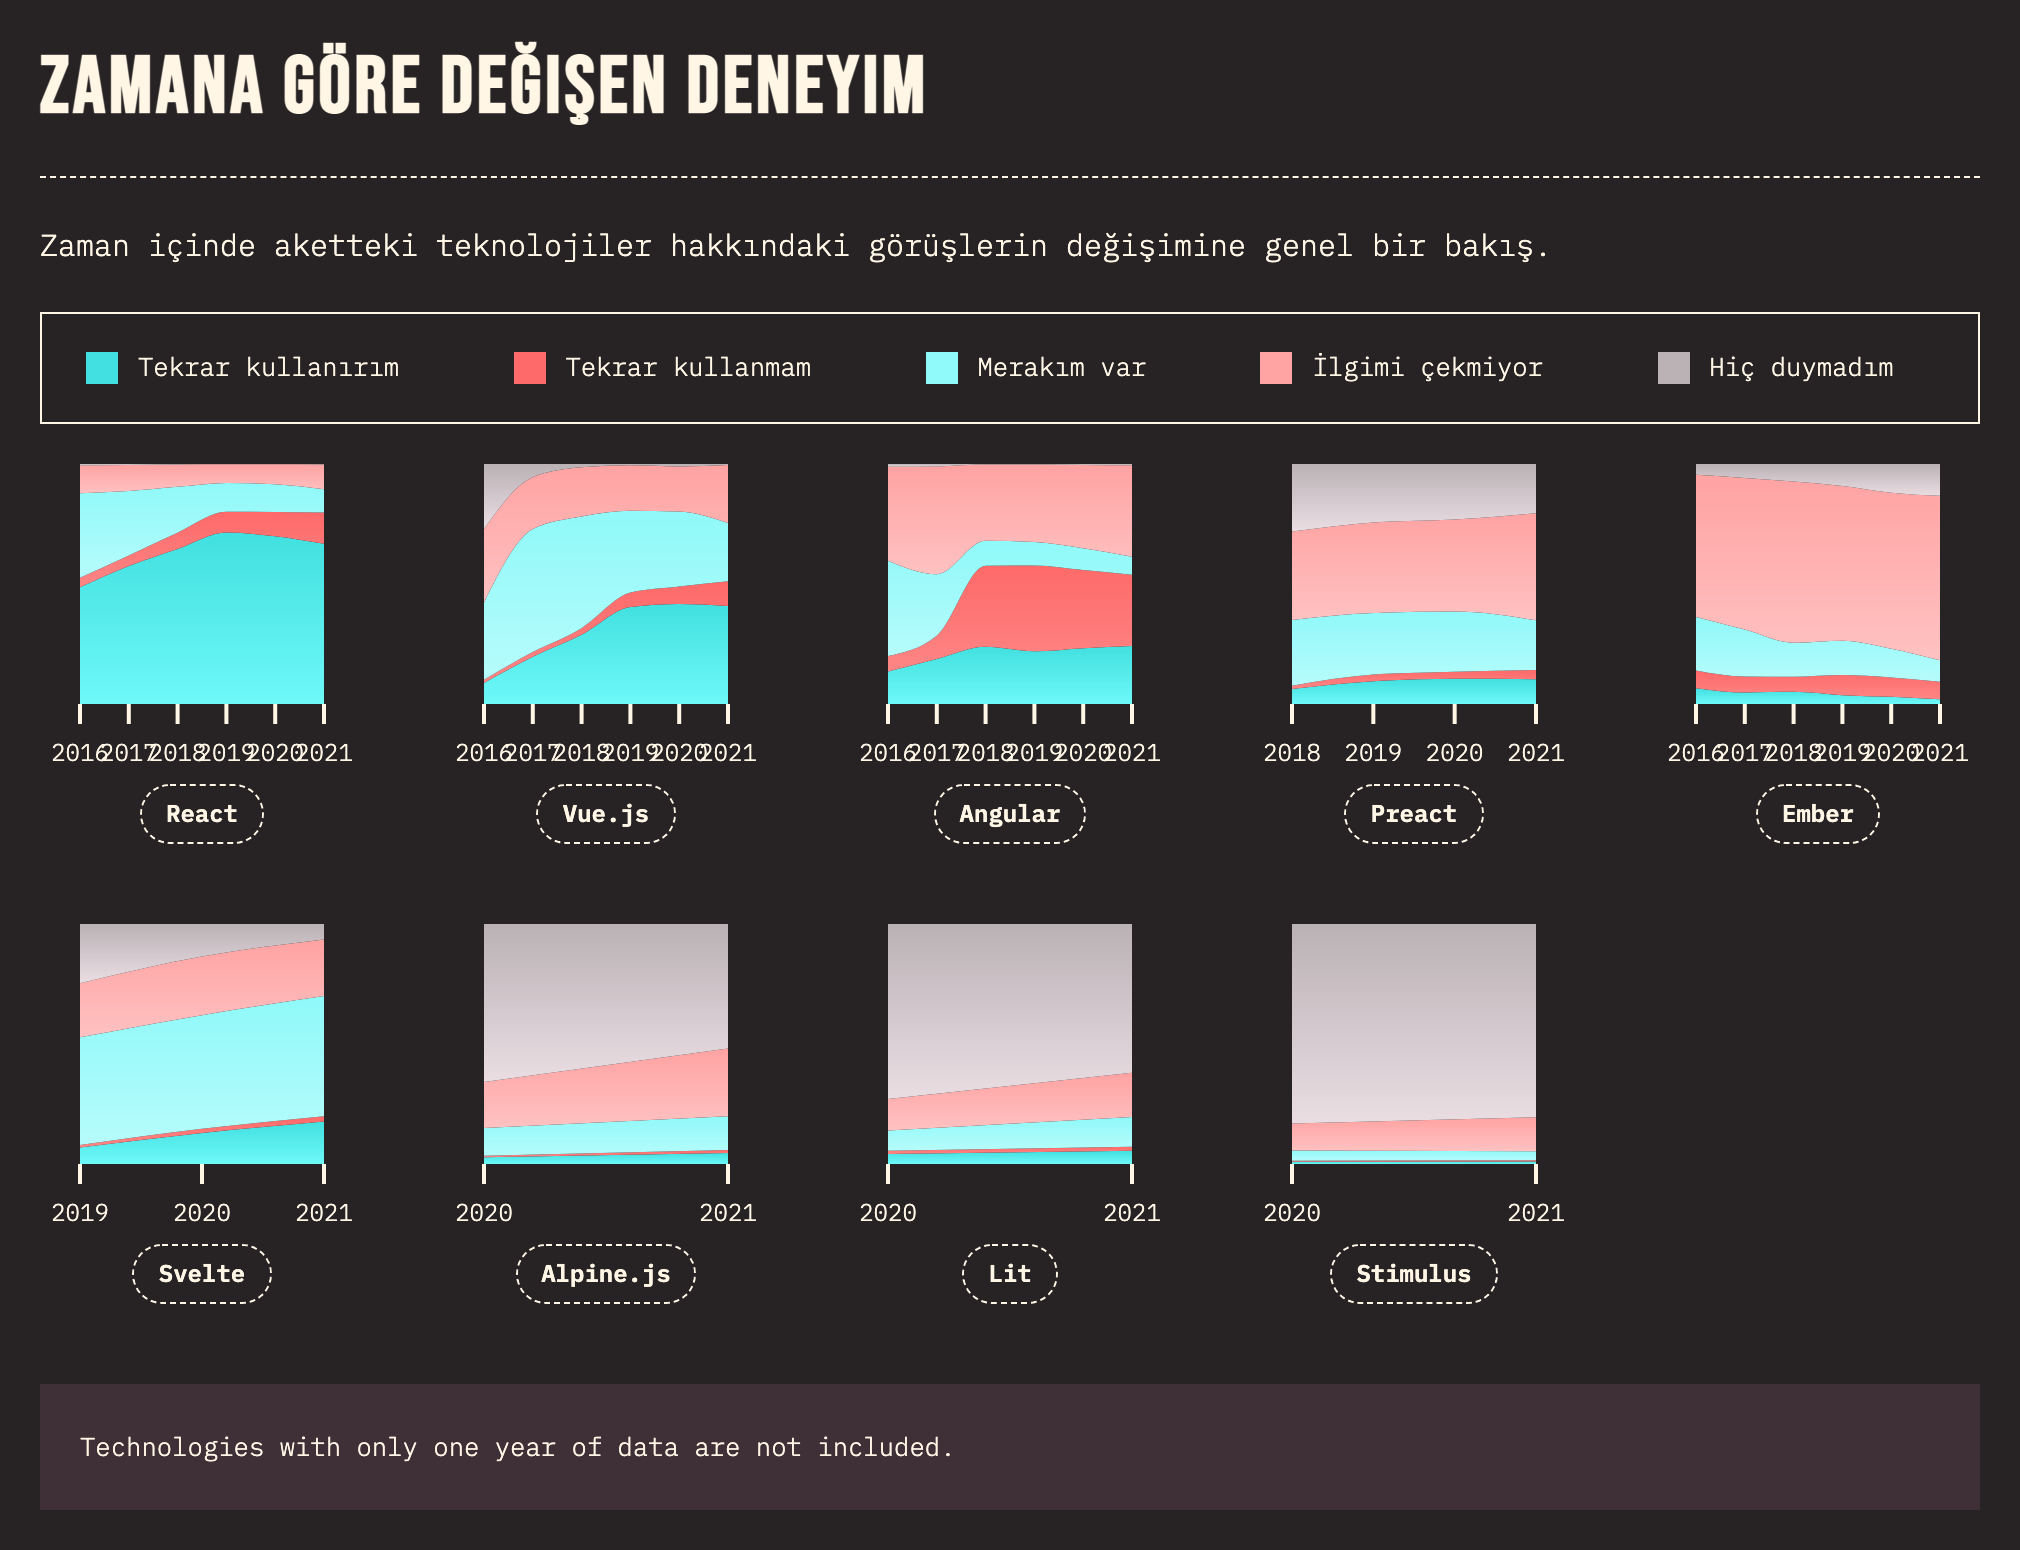 ZAMANA GÖRE DEĞIŞEN DENEYIM
Zaman içinde aketteki teknolojiler hakkındaki görüşlerin değişimine genel bir bakış.
Tekrar kullanırım Tekrar kullanmam Merakım var İlgimi çekmiyor Hiç duymadım
2016 2017 2018 2019 2020 2021 2016 2017 2018 2019 2020 2021 2016 2017 2018 2019 2020 2021 2018 2019 2020 2021 2016 2017 2018 2019 2020 2021
React Vue.js Angular Preact Ember
2019 2020 2021 2020 2021 2020 2021 2020 2021
Svelte Alpine.js Lit Stimulus
Technologies with only one year of data are not included.